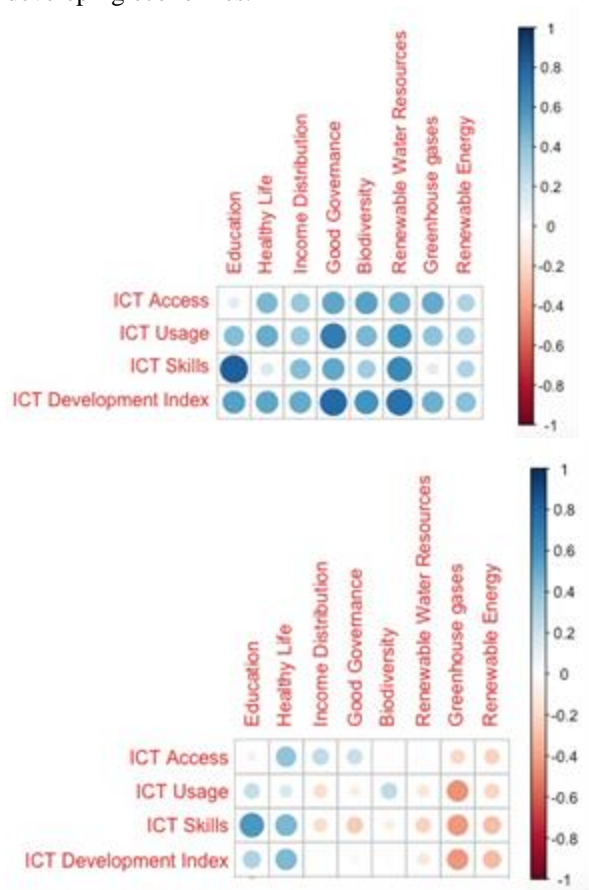 developing economies.
Education
Healthy Life
Income Distribution
Good Governance
Biodiversity
Renewable Water Resources
Greenhouse gases
Renewable Energy
ICT Access
ICT Usage
ICT Skills
ICT Development Index
1
0.8
0.6
0.4
0.2
0
-0.2
-0.4
-0.6
-0.8
-1
Education
Healthy Life
Income Distribution
Good Governance
Biodiversity
Renewable Water Resources
Greenhouse gases
Renewable Energy
ICT Access
ICT Usage
ICT Skills
ICT Development Index
1
0.8
0.6
0.4
0.2
0
-0.2
-0.4
-0.6
-0.8
-1